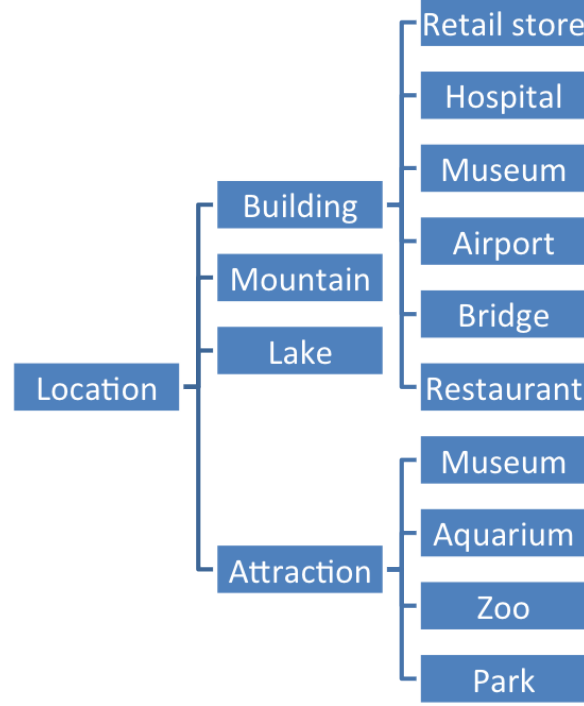 Retail store
Hospital
Museum
Building
Airport
Mountain
Bridge
Lake
Location
Restaurant
Museum
Aquarium
Attraction
Zoo
Park